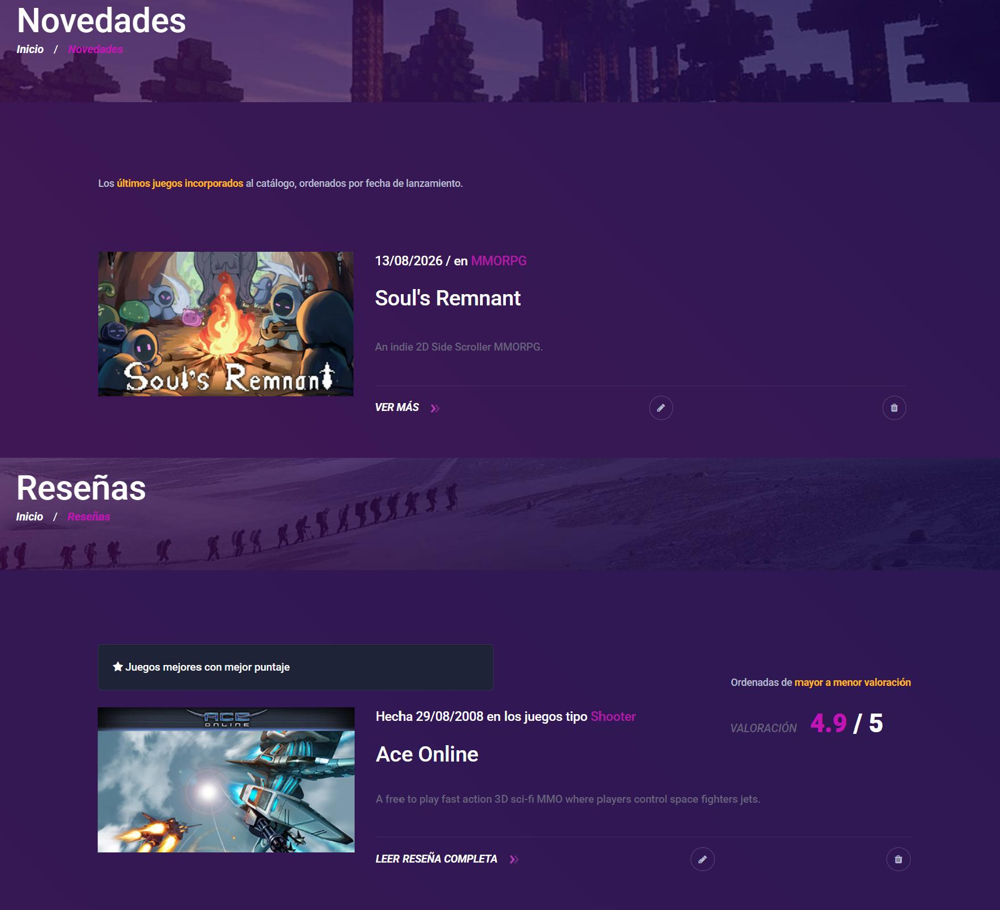 Novedades
Inicio / Novedades
Los últimos juegos incorporados al catálogo, ordenados por fecha de lanzamiento.
13/08/2026 / en MMORPG
Soul's Remnant
An indie 2D Side Scroller MMORPG.
Soul's Remnant
VER MÁS
Reseñas
Inicio / Reseñas
Juegos mejores con mejor puntaje
Ordenadas de mayor a menor valoración
ACE
ONLINE
Hecha 29/08/2008 en los juegos tipo Shooter
VALORACIÓN 4.9 / 5
Ace Online
A free to play fast action 3D sci-fi MMO where players control space fighters jets.
LEER RESEÑA COMPLETA